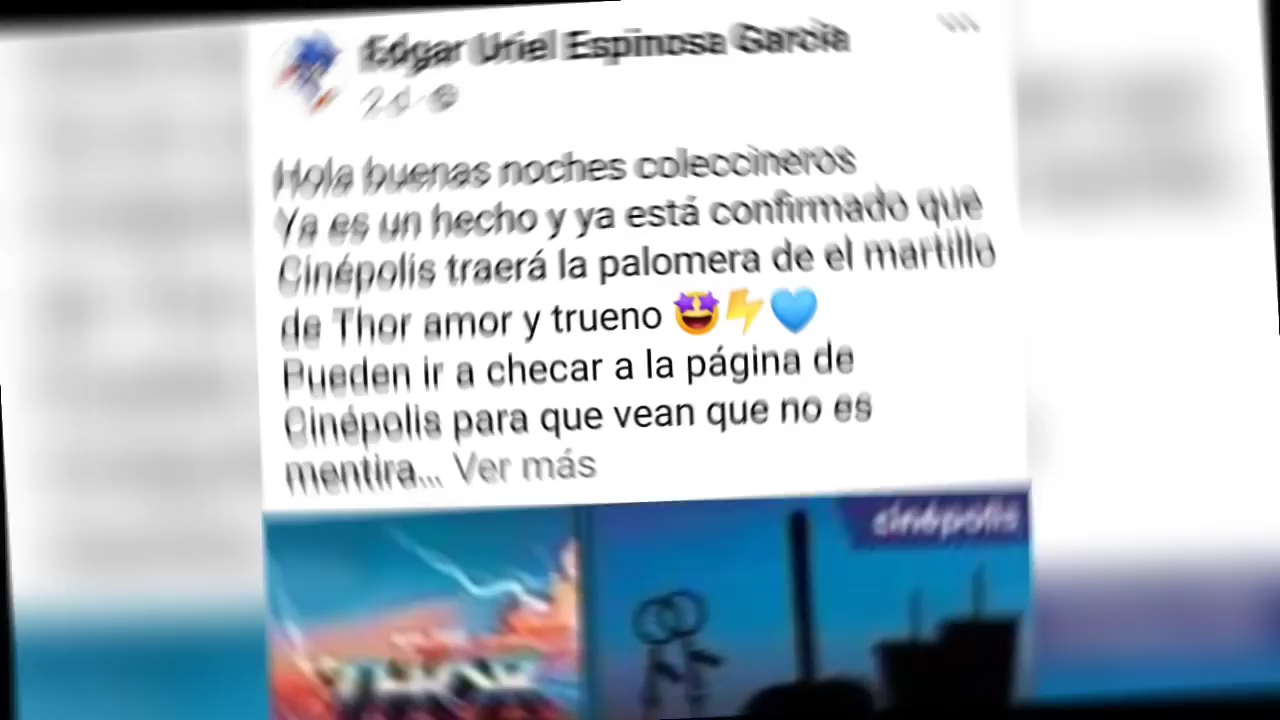 Edgar Uriel Espinosa Garcia
2 d
Hola buenas noches coleccineros
Ya es un hecho y ya está confirmado que
Cinépolis traerá la palomera de el martillo
de Thor amor y trueno 🤩⚡💙
Pueden ir a checar a la página de
Cinépolis para que vean que no es
mentira... Ver más
cinépolis
THOR